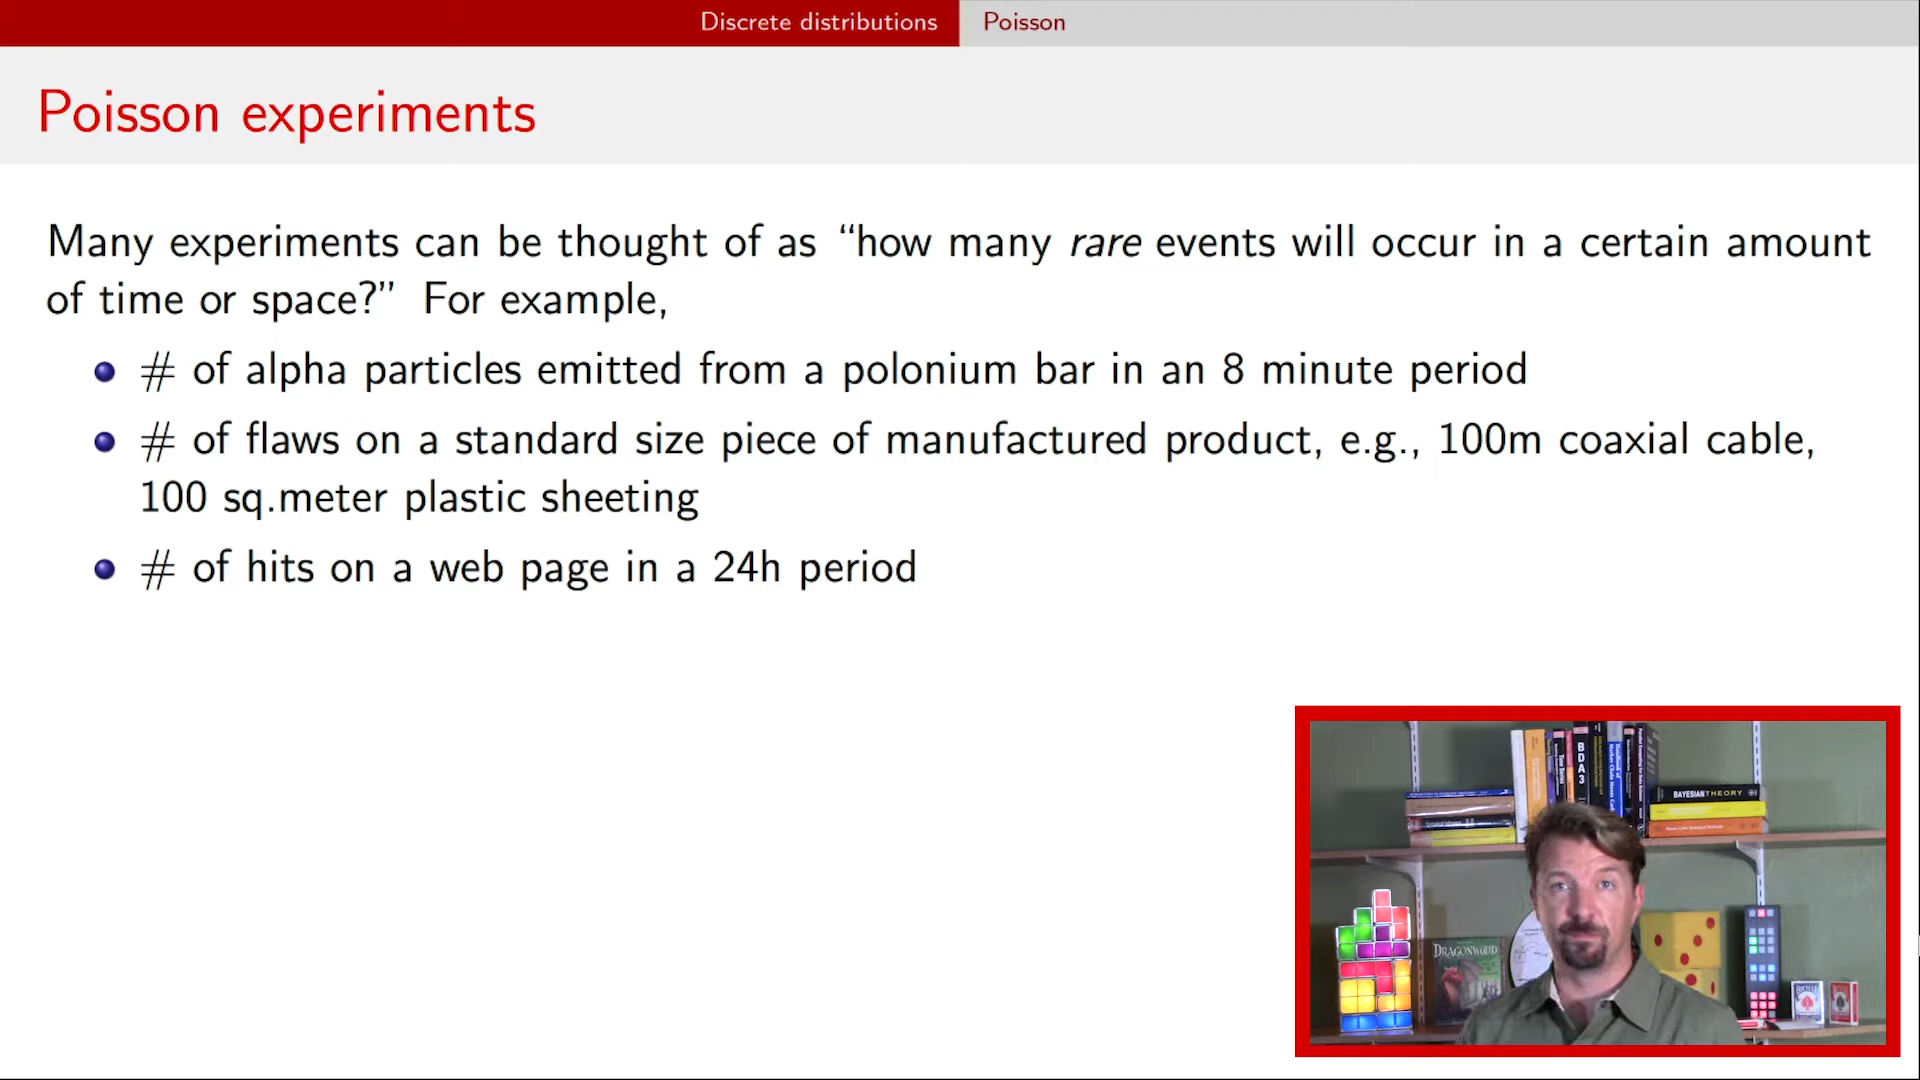 Discrete distributions Poisson
Poisson experiments
Many experiments can be thought of as “how many rare events will occur in a certain amount
of time or space?” For example,
# of alpha particles emitted from a polonium bar in an 8 minute period
# of flaws on a standard size piece of manufactured product, e.g., 100m coaxial cable,
100 sq.meter plastic sheeting
# of hits on a web page in a 24h period
BDA3
BAYESIAN THEORY
DRAGONWOOD